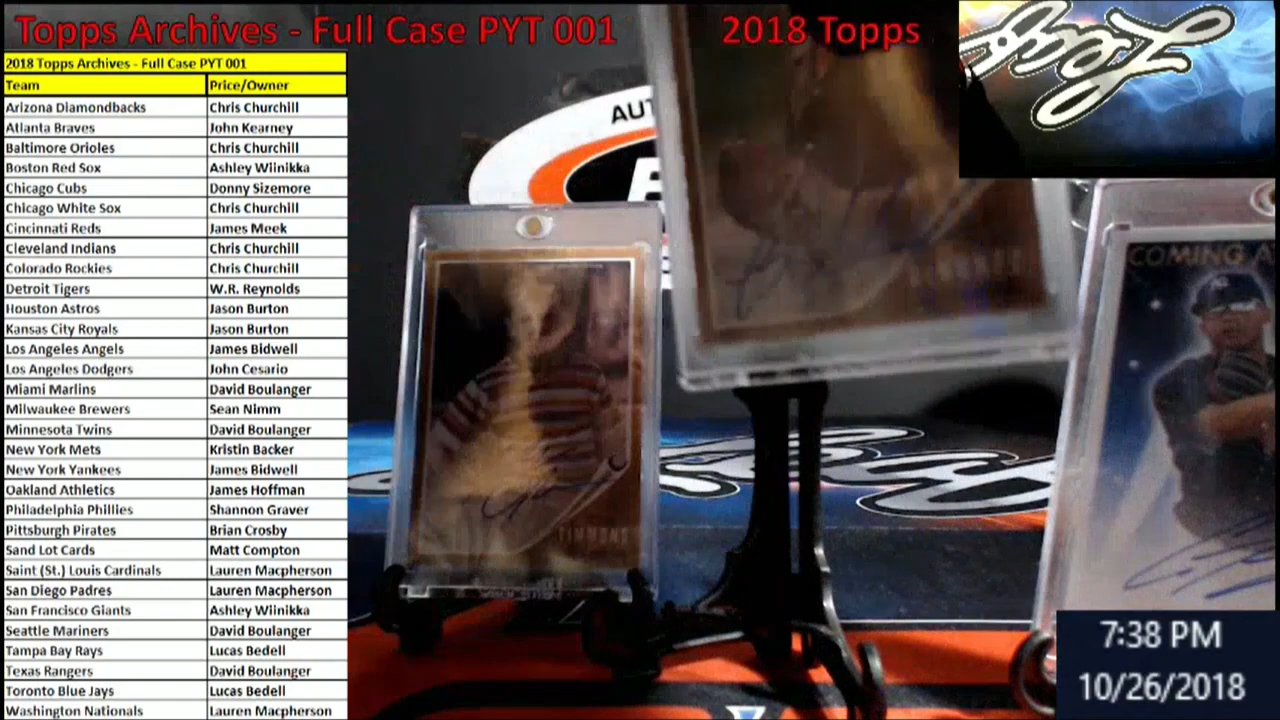 Topps Archives - Full Case PYT 001
2018 Topps
2018 Topps Archives - Full Case PYT 001
Team Price/Owner
Arizona Diamondbacks Chris Churchill
Atlanta Braves John Kearney
Baltimore Orioles Chris Churchill
Boston Red Sox Ashley Wiinikka
Chicago Cubs Donny Sizemore
Chicago White Sox Chris Churchill
Cincinnati Reds James Meek
Cleveland Indians Chris Churchill
Colorado Rockies Chris Churchill
Detroit Tigers W.R. Reynolds
Houston Astros Jason Burton
Kansas City Royals Jason Burton
Los Angeles Angels James Bidwell
Los Angeles Dodgers John Cesario
Miami Marlins David Boulanger
Milwaukee Brewers Sean Nimm
Minnesota Twins David Boulanger
New York Mets Kristin Backer
New York Yankees James Bidwell
Oakland Athletics James Hoffman
Philadelphia Phillies Shannon Graver
Pittsburgh Pirates Brian Crosby
Sand Lot Cards Matt Compton
Saint (St.) Louis Cardinals Lauren Macpherson
San Diego Padres Lauren Macpherson
San Francisco Giants Ashley Wiinikka
Seattle Mariners David Boulanger
Tampa Bay Rays Lucas Bedell
Texas Rangers David Boulanger
Toronto Blue Jays Lucas Bedell
Washington Nationals Lauren Macpherson
AUT
TIMMONS
COMING A
7:38 PM
10/26/2018